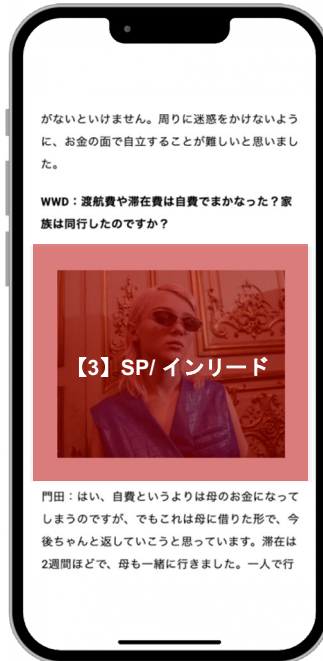 がないといけません。周りに迷惑をかけないよう
に、お金の面で自立することが難しいと思いまし
た。
WWD：渡航費や滞在費は自費でまかなった？家
族は同行したのですか？
【3】SP/ インリード
門田：はい、自費というよりは母のお金になって
しまうのですが、でもこれは母に借りた形で、今
後ちゃんと返していこうと思っています。滞在は
2週間ほどで、母も一緒に行きました。一人で行